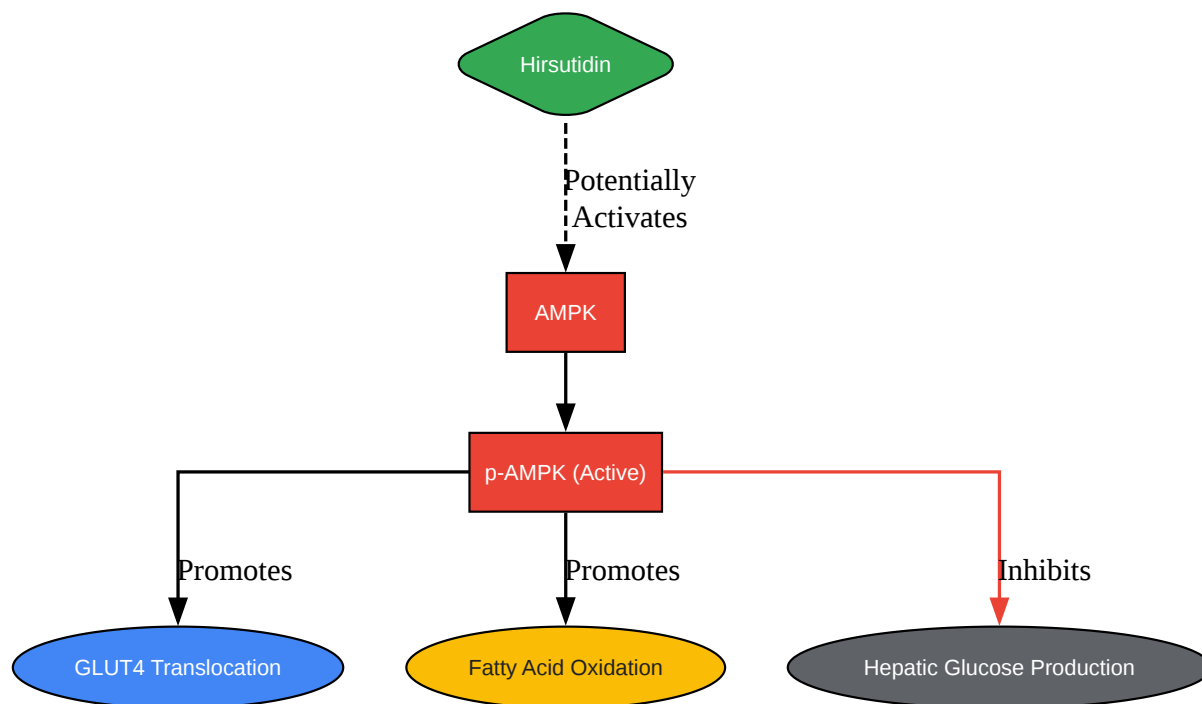 Hirsutidin
Potentially
Activates
AMPK
p-AMPK (Active)
Promotes
Promotes
Inhibits
GLUT4 Translocation
Fatty Acid Oxidation
Hepatic Glucose Production